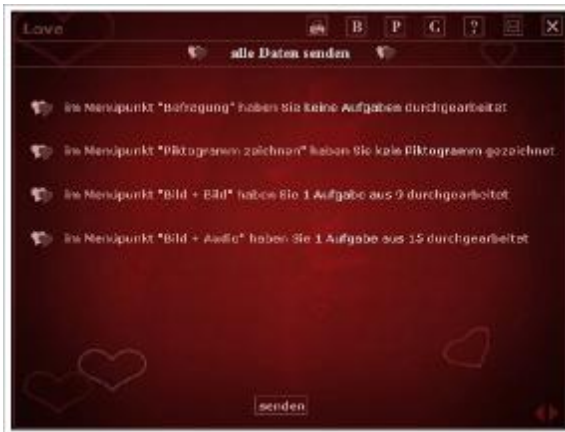 Love B P G ?
alle Daten senden
im Menüpunkt "Befragung" haben Sie keine Aufgaben durchgearbeitet
im Menüpunkt "Piktogramm zeichnen" haben Sie kein Piktogramm gezeichnet
im Menüpunkt "Bild + Bild" haben Sie 1 Aufgabe aus 9 durchgearbeitet
im Menüpunkt "Bild + Audio" haben Sie 1 Aufgabe aus 15 durchgearbeitet
senden